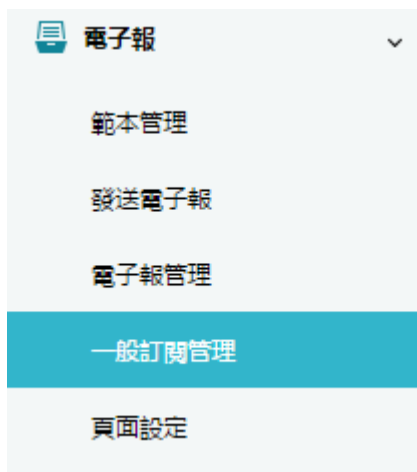 電子報
範本管理
發送電子報
電子報管理
一般訂閱管理
頁面設定